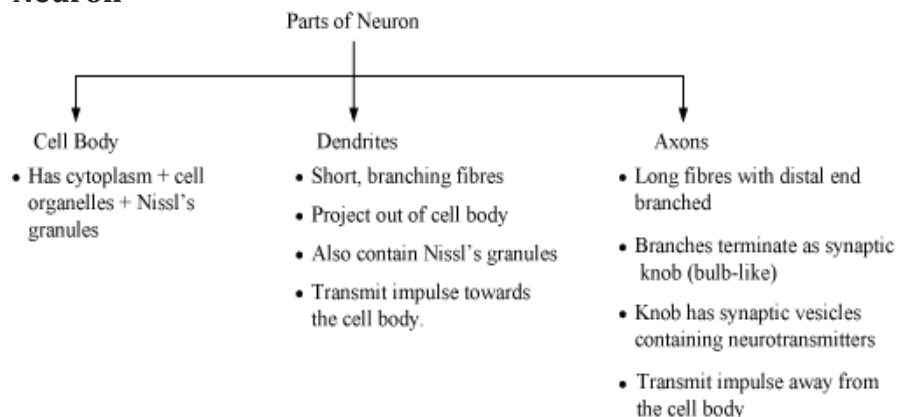 Neuron
Parts of Neuron
Cell Body
• Has cytoplasm + cell
organelles + Nissl's
granules
Dendrites
• Short, branching fibres
• Project out of cell body
• Also contain Nissl's granules
• Transmit impulse towards
the cell body.
Axons
• Long fibres with distal end
branched
• Branches terminate as synaptic
knob (bulb-like)
• Knob has synaptic vesicles
containing neurotransmitters
• Transmit impulse away from
the cell body